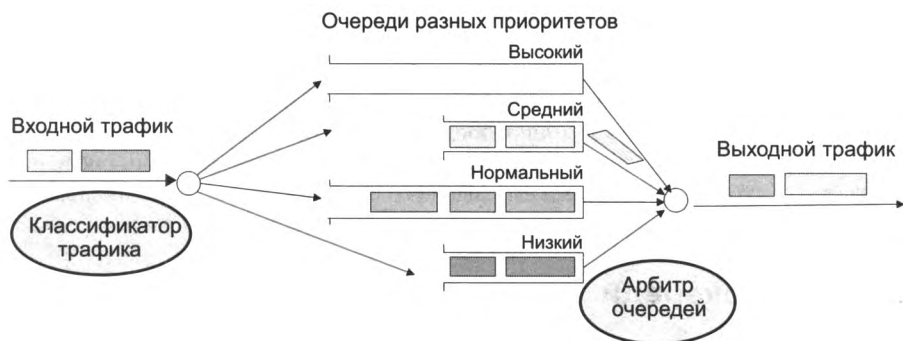 Очереди разных приоритетов
Высокий
Средний
Входной трафик
Выходной трафик
Нормальный
Классификатор
трафика
Низкий
Арбитр
очередей